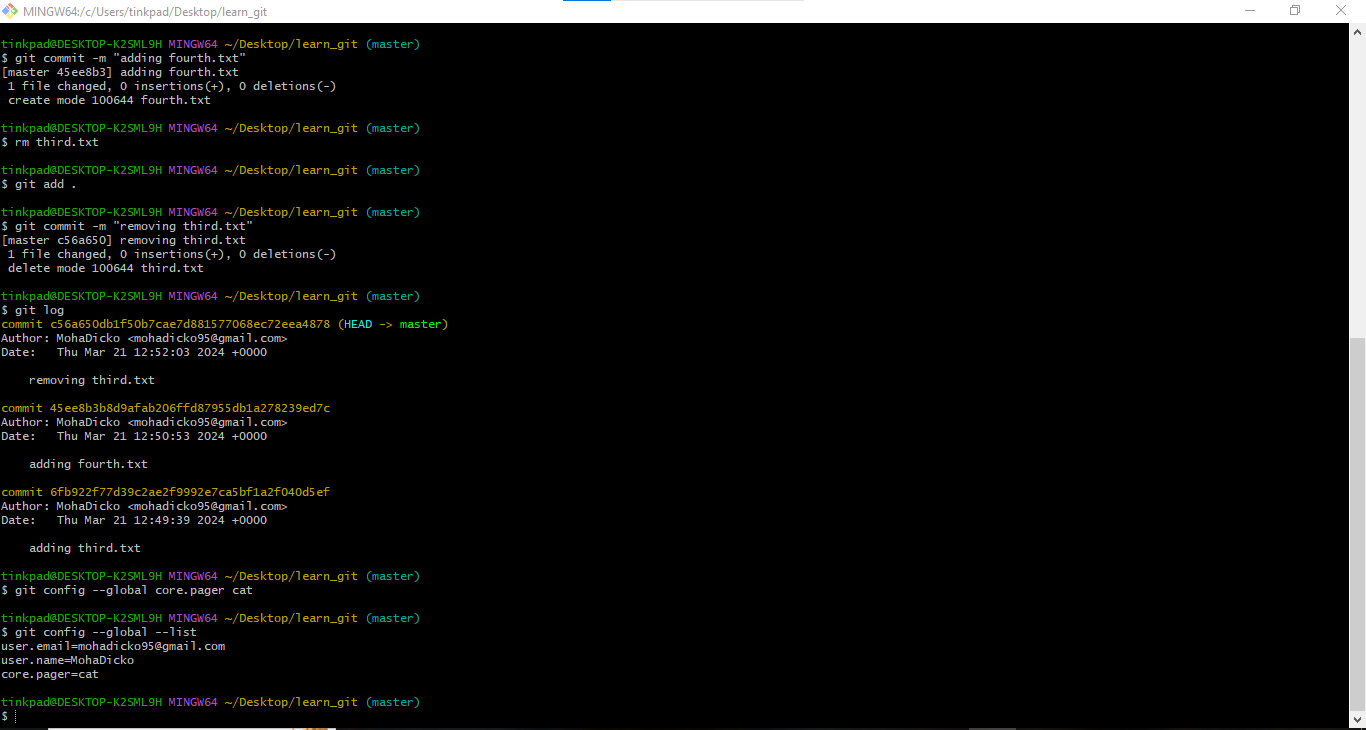 MINGW64:/c/Users/tinkpad/Desktop/learn_git
tinkpad@DESKTOP-K2SML9H MINGW64 ~/Desktop/learn_git (master)
$ git commit -m "adding fourth.txt"
[master 45ee8b3] adding fourth.txt
 1 file changed, 0 insertions(+), 0 deletions(-)
 create mode 100644 fourth.txt
tinkpad@DESKTOP-K2SML9H MINGW64 ~/Desktop/learn_git (master)
$ rm third.txt
tinkpad@DESKTOP-K2SML9H MINGW64 ~/Desktop/learn_git (master)
$ git add .
tinkpad@DESKTOP-K2SML9H MINGW64 ~/Desktop/learn_git (master)
$ git commit -m "removing third.txt"
[master c56a650] removing third.txt
 1 file changed, 0 insertions(+), 0 deletions(-)
 delete mode 100644 third.txt
tinkpad@DESKTOP-K2SML9H MINGW64 ~/Desktop/learn_git (master)
$ git log
commit c56a650db1f50b7cae7d881577068ec72eea4878 (HEAD -> master)
Author: MohaDicko <mohadicko95@gmail.com>
Date:   Thu Mar 21 12:52:03 2024 +0000
    removing third.txt
commit 45ee8b3b8d9afab206ffd87955db1a278239ed7c
Author: MohaDicko <mohadicko95@gmail.com>
Date:   Thu Mar 21 12:50:53 2024 +0000
    adding fourth.txt
commit 6fb922f77d39c2ae2f9992e7ca5bf1a2f040d5ef
Author: MohaDicko <mohadicko95@gmail.com>
Date:   Thu Mar 21 12:49:39 2024 +0000
    adding third.txt
tinkpad@DESKTOP-K2SML9H MINGW64 ~/Desktop/learn_git (master)
$ git config --global core.pager cat
tinkpad@DESKTOP-K2SML9H MINGW64 ~/Desktop/learn_git (master)
$ git config --global --list
user.email=mohadicko95@gmail.com
user.name=MohaDicko
core.pager=cat
tinkpad@DESKTOP-K2SML9H MINGW64 ~/Desktop/learn_git (master)
$